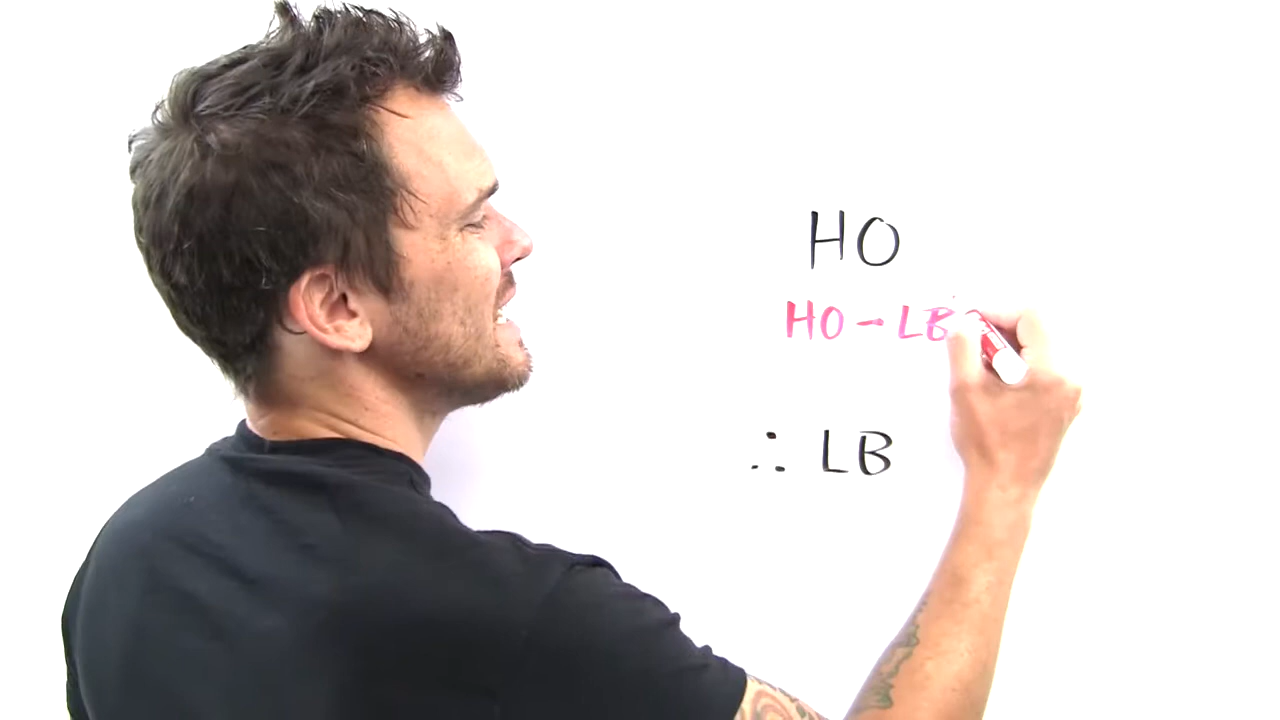 HO
HO → LB
∴ LB